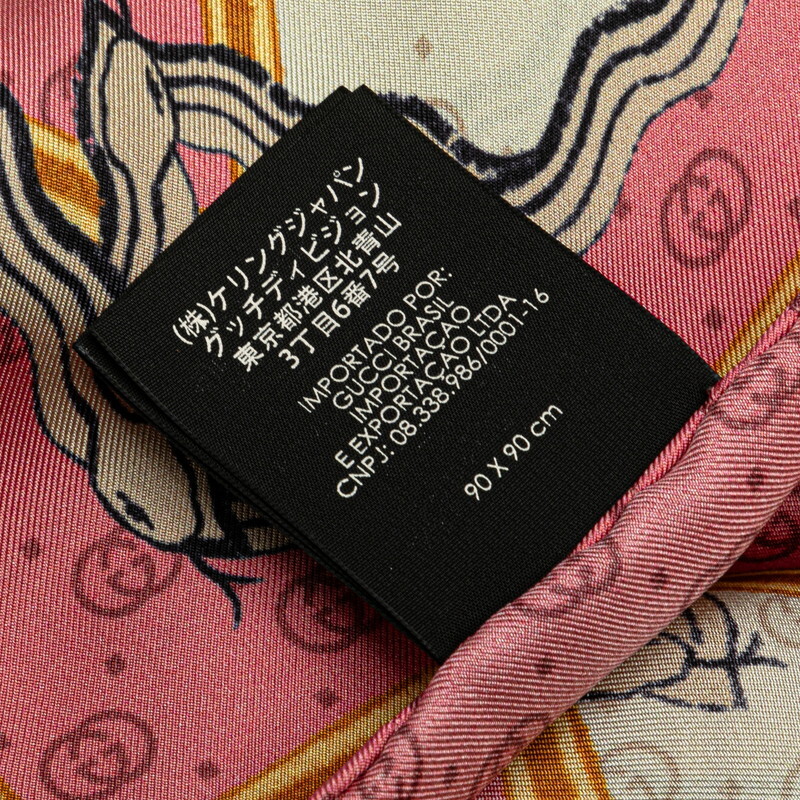 (株)ケリングジャパン
グッチディビジョン
東京都港区北青山
3丁目6番7号
IMPORTADO POR:
GUCCI BRASIL
IMPORTAÇAO
E EXPORTAÇAO LTDA
CNPJ: 08.338.986/0001-16
90 X 90 cm